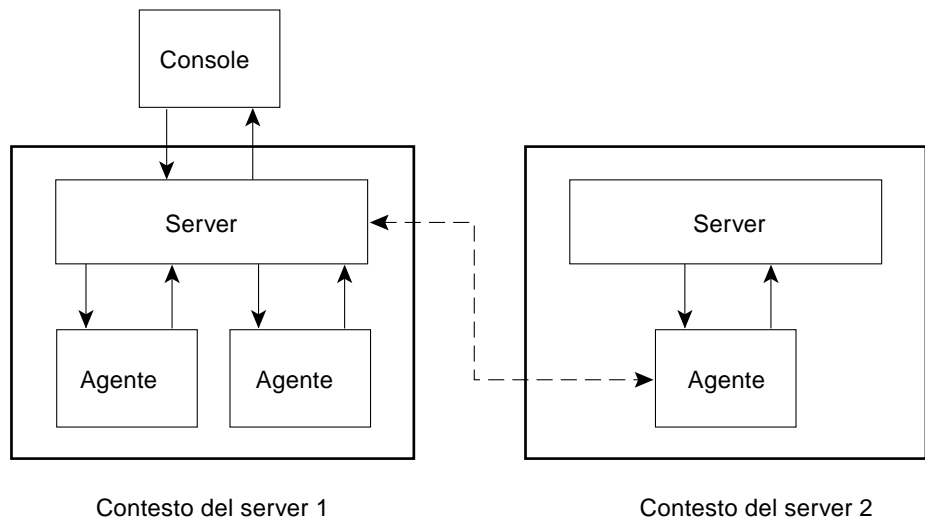 Console
Server
Server
Agente
Agente
Agente
Contesto del server 1
Contesto del server 2